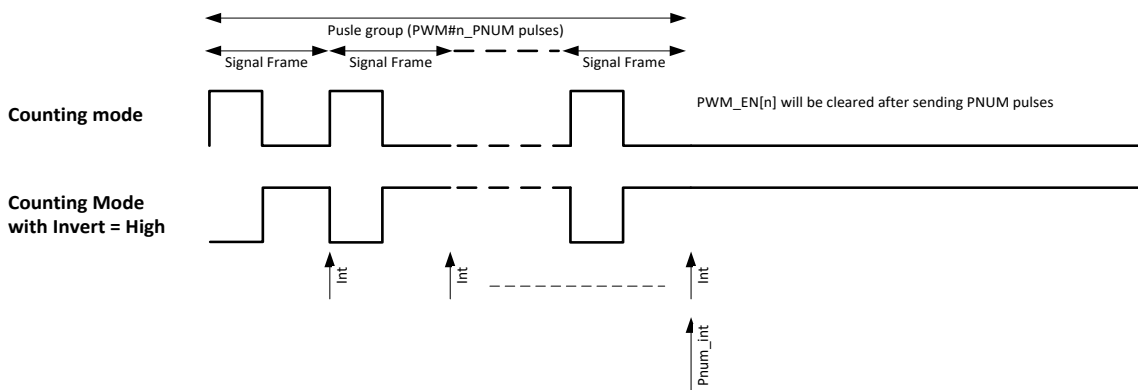 Pusle group (PWM#n_PNUM pulses)
Signal Frame
Signal Frame
Signal Frame
Counting mode
PWM_EN[n] will be cleared after sending PNUM pulses
Counting Mode
with Invert = High
Int
Int
Int
Pnum_int